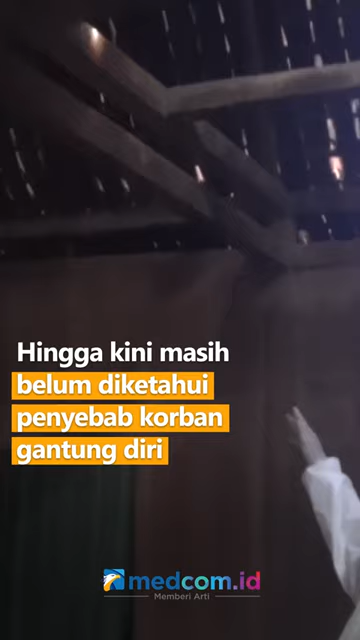 Hingga kini masih
belum diketahui
penyebab korban
gantung diri
medcom.id
Memberi Arti